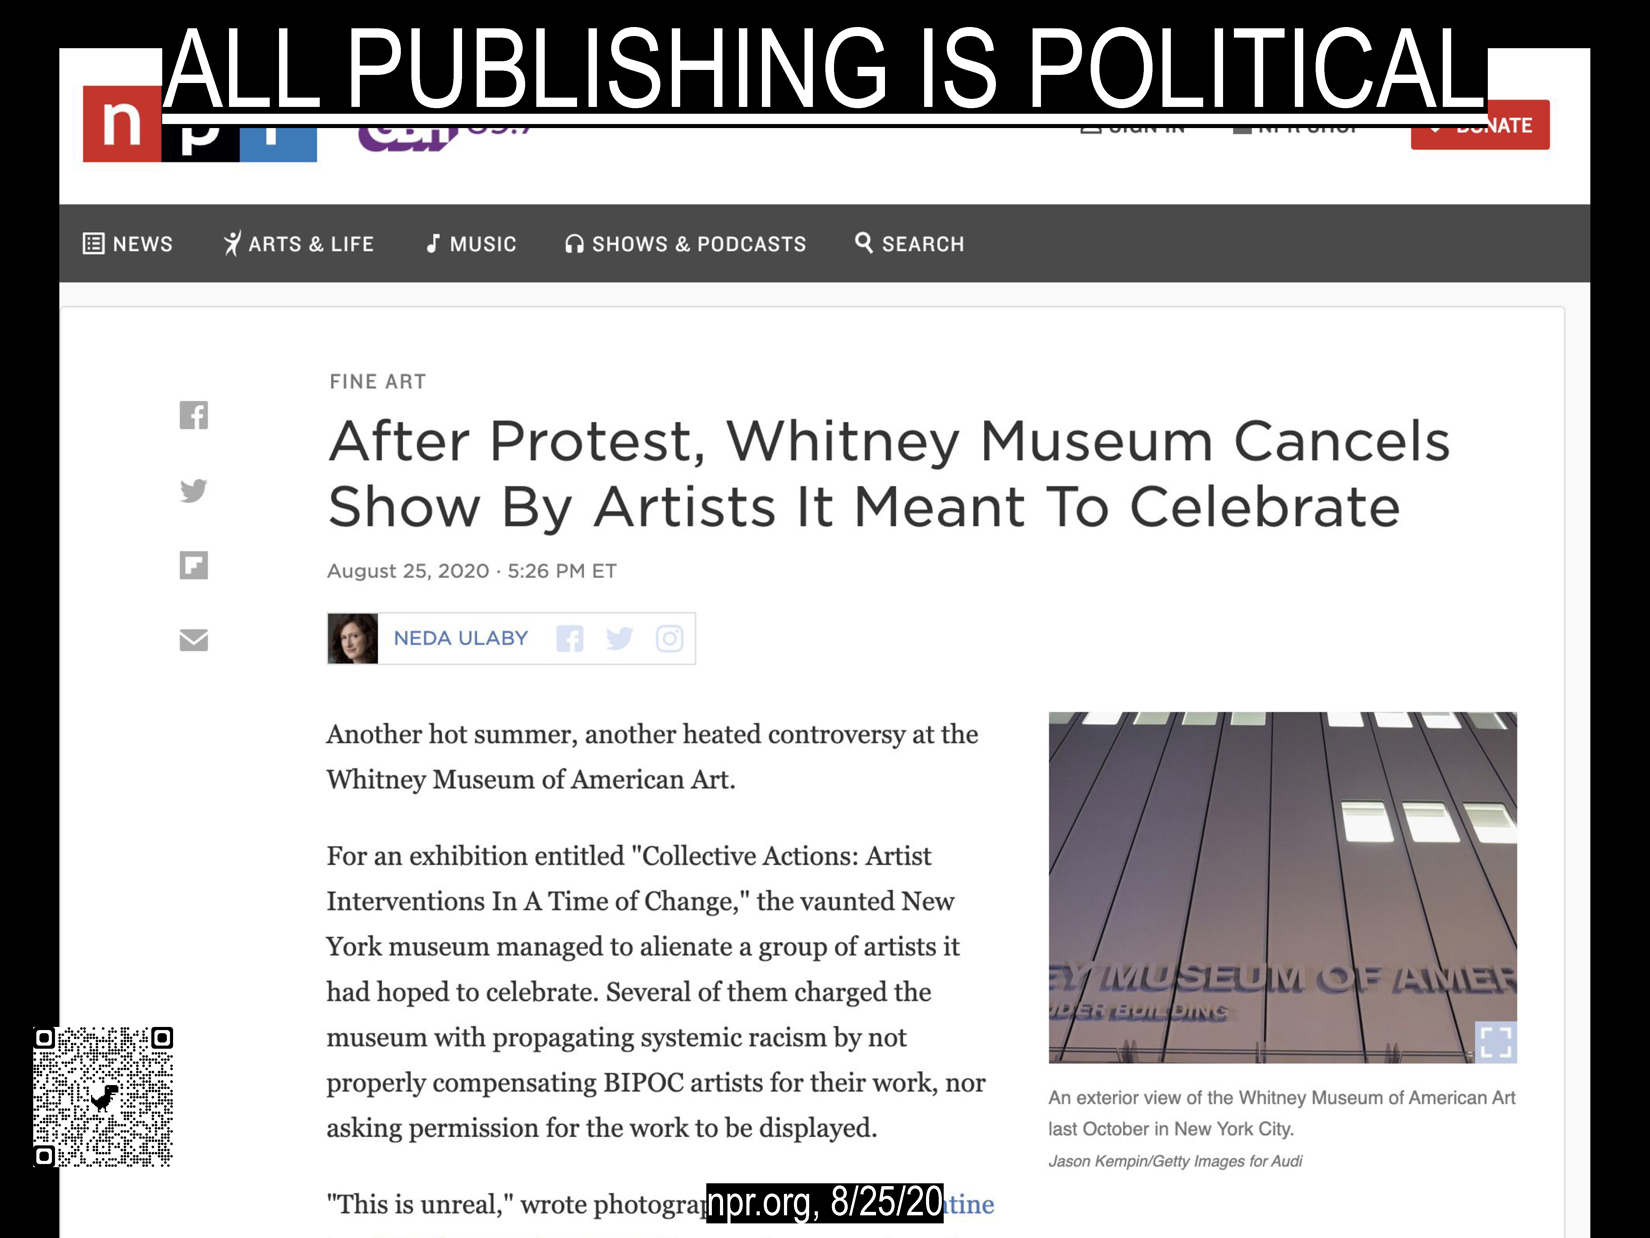 ALL PUBLISHING IS POLITICAL
n p r
89.7
SIGN IN NPR SHOP DONATE
NEWS ARTS & LIFE MUSIC SHOWS & PODCASTS SEARCH
FINE ART
After Protest, Whitney Museum Cancels
Show By Artists It Meant To Celebrate
August 25, 2020 · 5:26 PM ET
NEDA ULABY
Another hot summer, another heated controversy at the
Whitney Museum of American Art.
For an exhibition entitled "Collective Actions: Artist
Interventions In A Time of Change," the vaunted New
York museum managed to alienate a group of artists it
had hoped to celebrate. Several of them charged the
museum with propagating systemic racism by not
properly compensating BIPOC artists for their work, nor
asking permission for the work to be displayed.
"This is unreal," wrote
EY MUSEUM OF AMER
DER BUILDING
An exterior view of the Whitney Museum of American Art
last October in New York City.
Jason Kempin/Getty Images for Audi
npr.org, 8/25/20